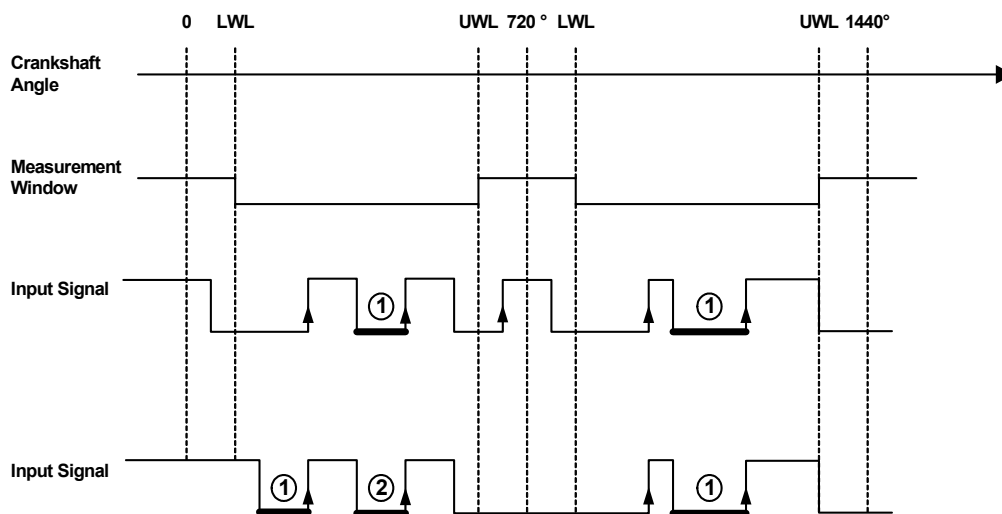 0 LWL UWL 720 ° LWL UWL 1440°
Crankshaft
Angle
Measurement
Window
Input Signal
1 1
Input Signal
1 2 1